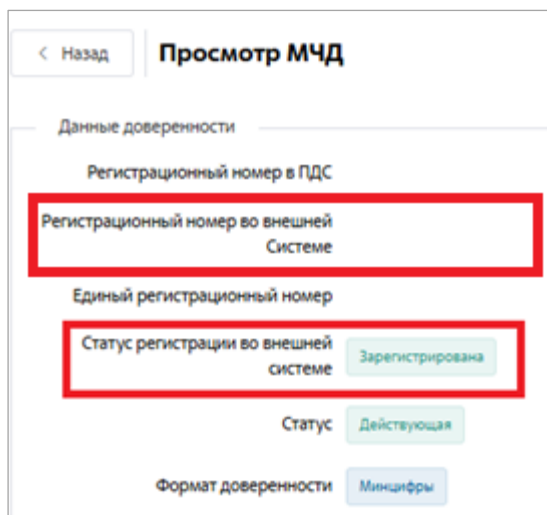 < Назад
Просмотр МЧД
Данные доверенности
Регистрационный номер в ПДС
Регистрационный номер во внешней
Системе
Единый регистрационный номер
Статус регистрации во внешней
системе
Зарегистрирована
Статус
Действующая
Формат доверенности
Минцифры